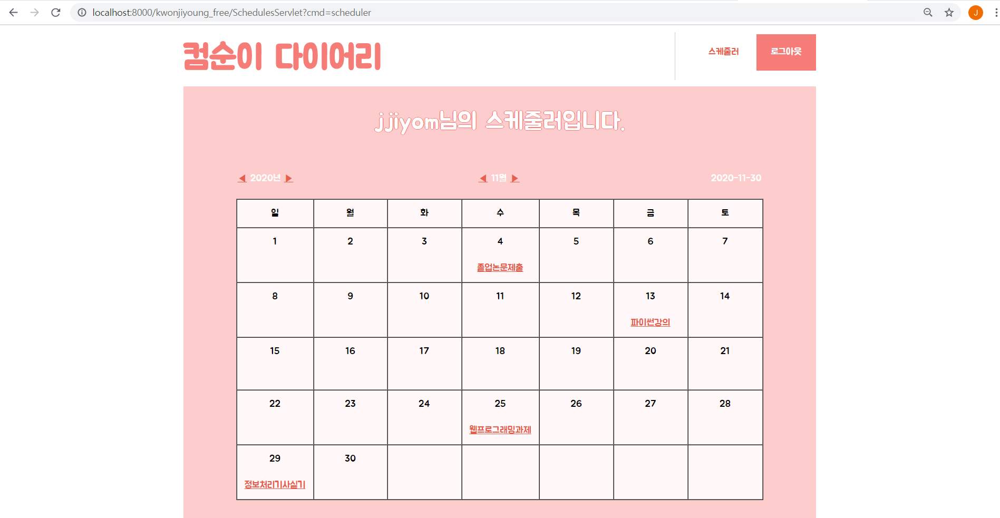 localhost:8000/kwonjiyoung_free/SchedulesServlet?cmd=scheduler
J
컴순이 다이어리
스케줄러
로그아웃
jjiyom님의 스케줄러입니다.
◀ 2020년 ▶
◀ 11월 ▶
2020-11-30
일 월 화 수 목 금 토
1 2 3 4 5 6 7
졸업논문제출
8 9 10 11 12 13 14
파이썬강의
15 16 17 18 19 20 21
22 23 24 25 26 27 28
웹프로그래밍과제
29 30
정보처리기사실기